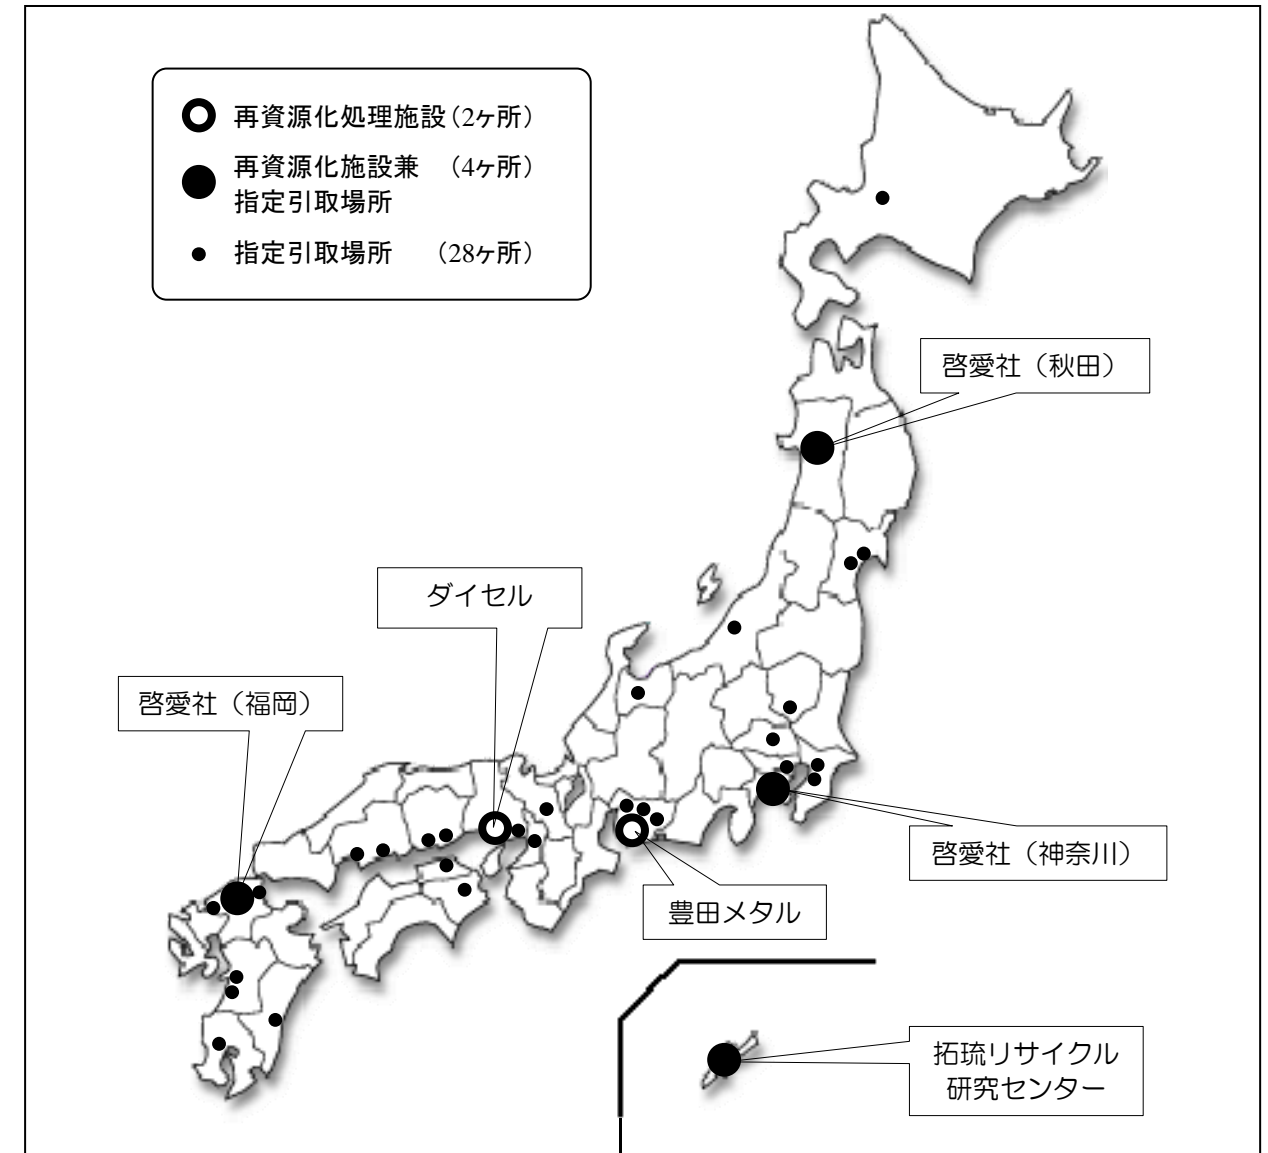 再資源化処理施設（2ヶ所）
再資源化施設兼　（4ヶ所）
指定引取場所
指定引取場所　（28ヶ所）
啓愛社（秋田）
ダイセル
啓愛社（福岡）
啓愛社（神奈川）
豊田メタル
拓琉リサイクル
研究センター